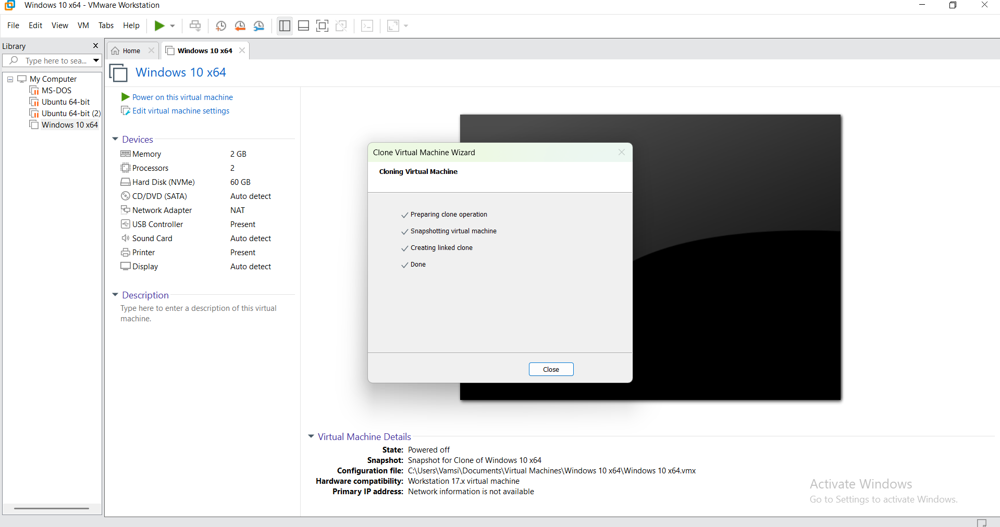 Windows 10 x64 - VMware Workstation
File Edit View VM Tabs Help
Library
Type here to sea...
My Computer
MS-DOS
Ubuntu 64-bit
Ubuntu 64-bit (2)
Windows 10 x64
Home Windows 10 x64
Windows 10 x64
Power on this virtual machine
Edit virtual machine settings
Devices
Memory 2 GB
Processors 2
Hard Disk (NVMe) 60 GB
CD/DVD (SATA) Auto detect
Network Adapter NAT
USB Controller Present
Sound Card Auto detect
Printer Present
Display Auto detect
Description
Type here to enter a description of this virtual
machine.
Clone Virtual Machine Wizard
Cloning Virtual Machine
Preparing clone operation
Snapshotting virtual machine
Creating linked clone
Done
Close
Virtual Machine Details
State: Powered off
Snapshot: Snapshot for Clone of Windows 10 x64
Configuration file: C:\Users\Vamsi\Documents\Virtual Machines\Windows 10 x64\Windows 10 x64.vmx
Hardware compatibility: Workstation 17.x virtual machine
Primary IP address: Network information is not available
Activate Windows
Go to Settings to activate Windows.